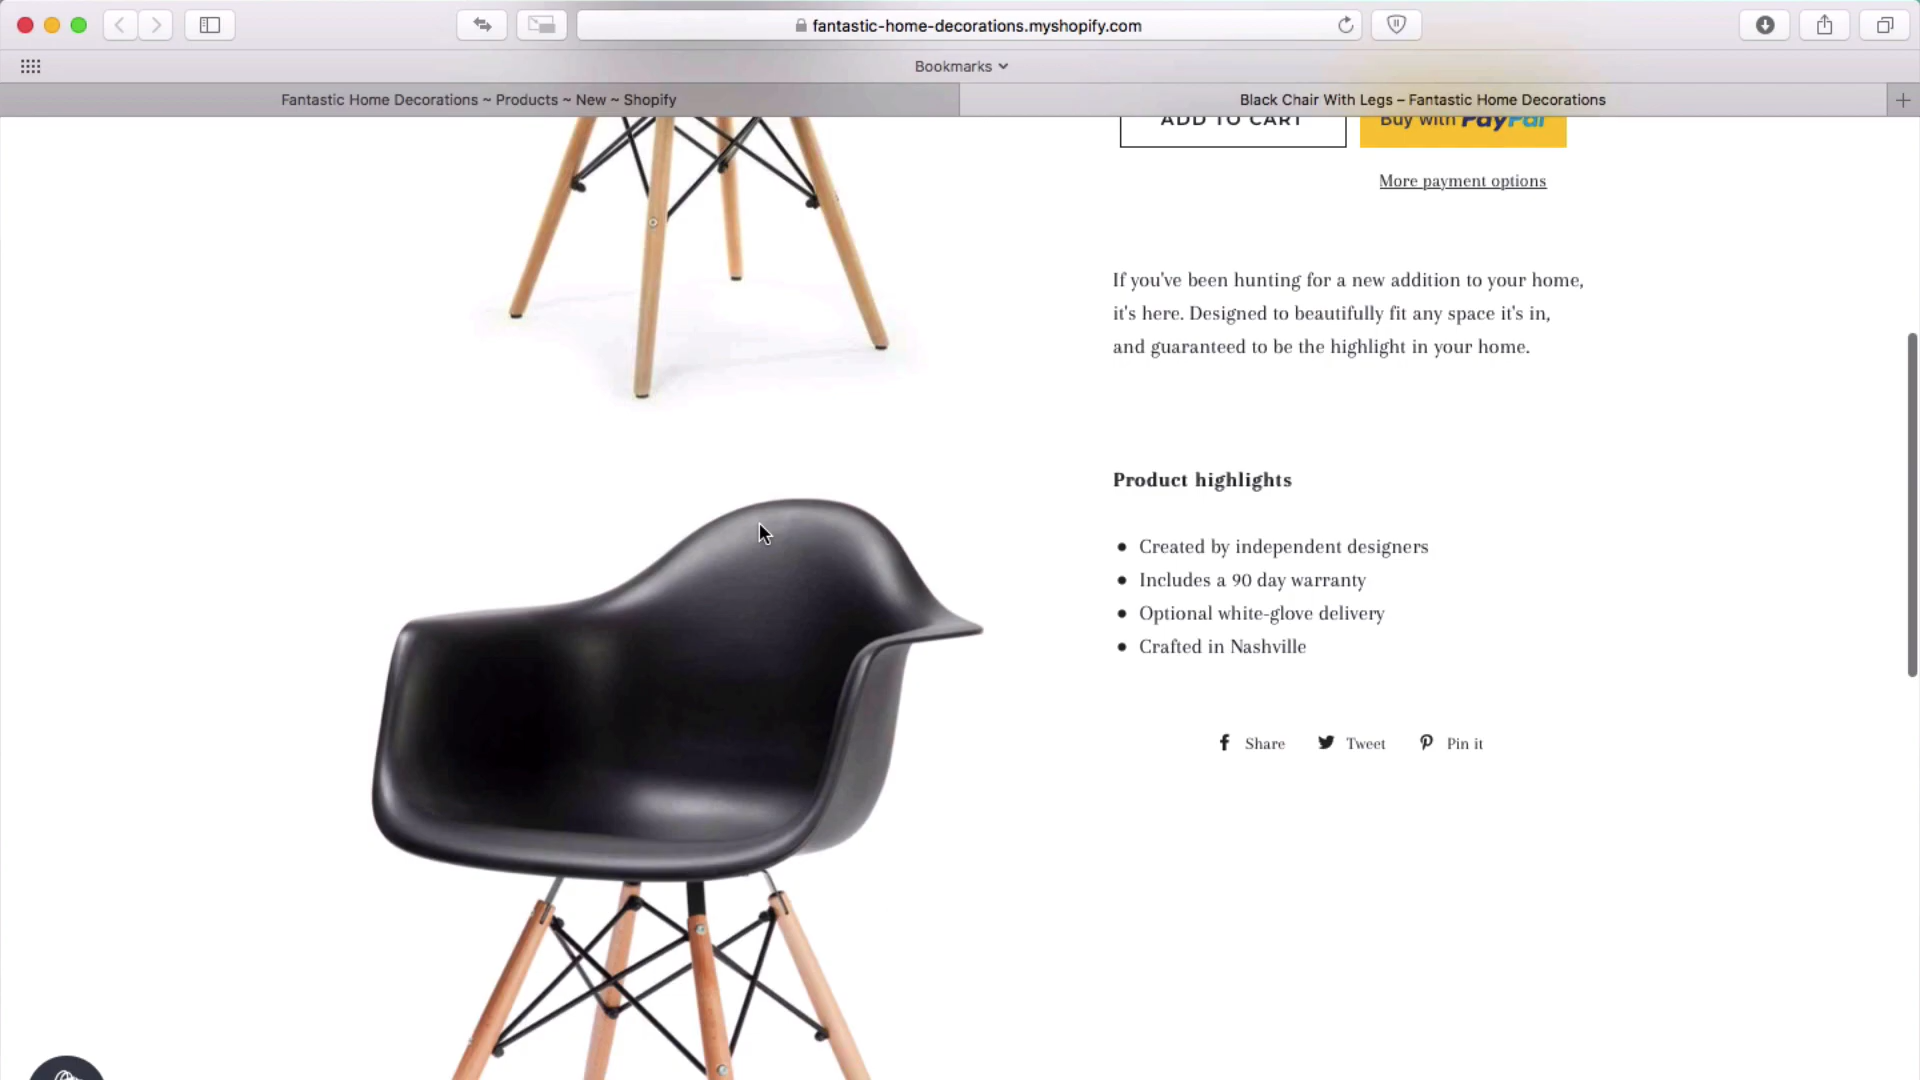 fantastic-home-decorations.myshopify.com
Bookmarks
Fantastic Home Decorations ~ Products ~ New ~ Shopify
Black Chair With Legs – Fantastic Home Decorations
ADD TO CART
Buy with PayPal
More payment options
If you've been hunting for a new addition to your home,
it's here. Designed to beautifully fit any space it's in,
and guaranteed to be the highlight in your home.
Product highlights
Created by independent designers
Includes a 90 day warranty
Optional white-glove delivery
Crafted in Nashville
Share Tweet Pin it